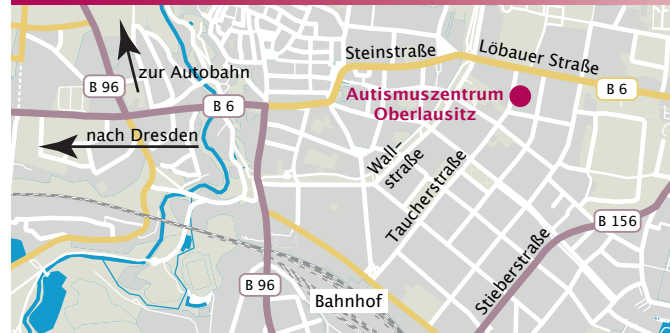 Steinstraße
Löbauer Straße
zur Autobahn
B 96
B 6
B 6
Autismuszentrum
Oberlausitz
nach Dresden
Wall-
straße
Taucherstraße
B 156
Stieberstraße
B 96
Bahnhof